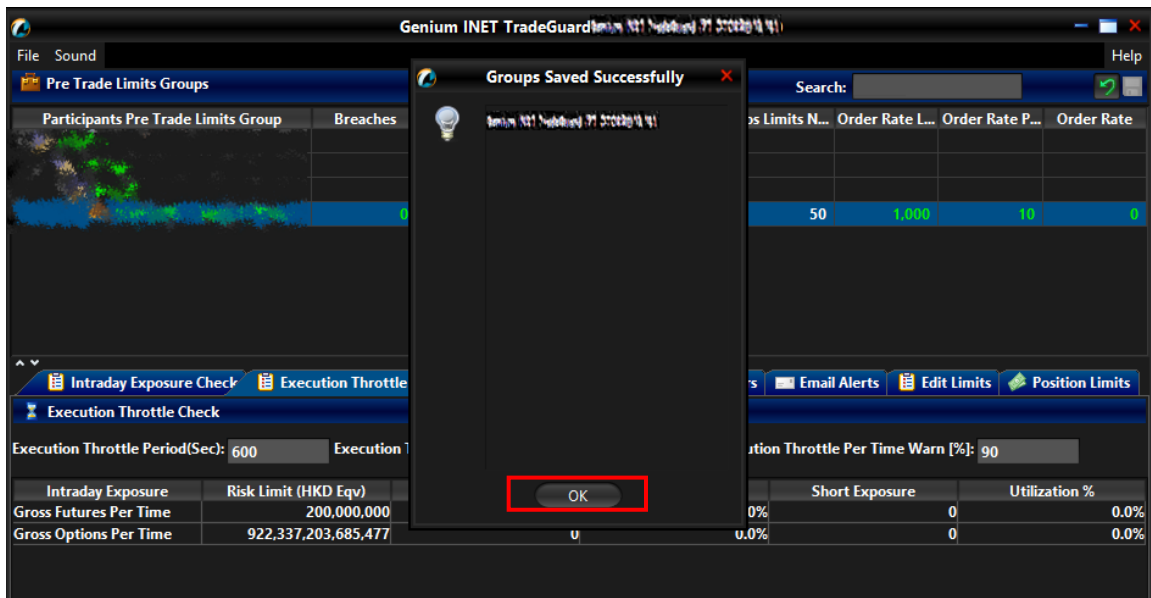 Genium INET TradeGuard
File Sound Help
Groups Saved Successfully
Pre Trade Limits Groups Search:
Participants Pre Trade Limits Group Breaches os Limits N... Order Rate L... Order Rate P... Order Rate
0 50 1,000 10 0
Intraday Exposure Check Execution Throttle rs Email Alerts Edit Limits Position Limits
Execution Throttle Check
Execution Throttle Period(Sec): 600 Execution T ution Throttle Per Time Warn [%]: 90
OK
Intraday Exposure Risk Limit (HKD Eqv) Short Exposure Utilization %
Gross Futures Per Time 200,000,000 0% 0 0.0%
Gross Options Per Time 922,337,203,685,477 0 0.0% 0 0.0%